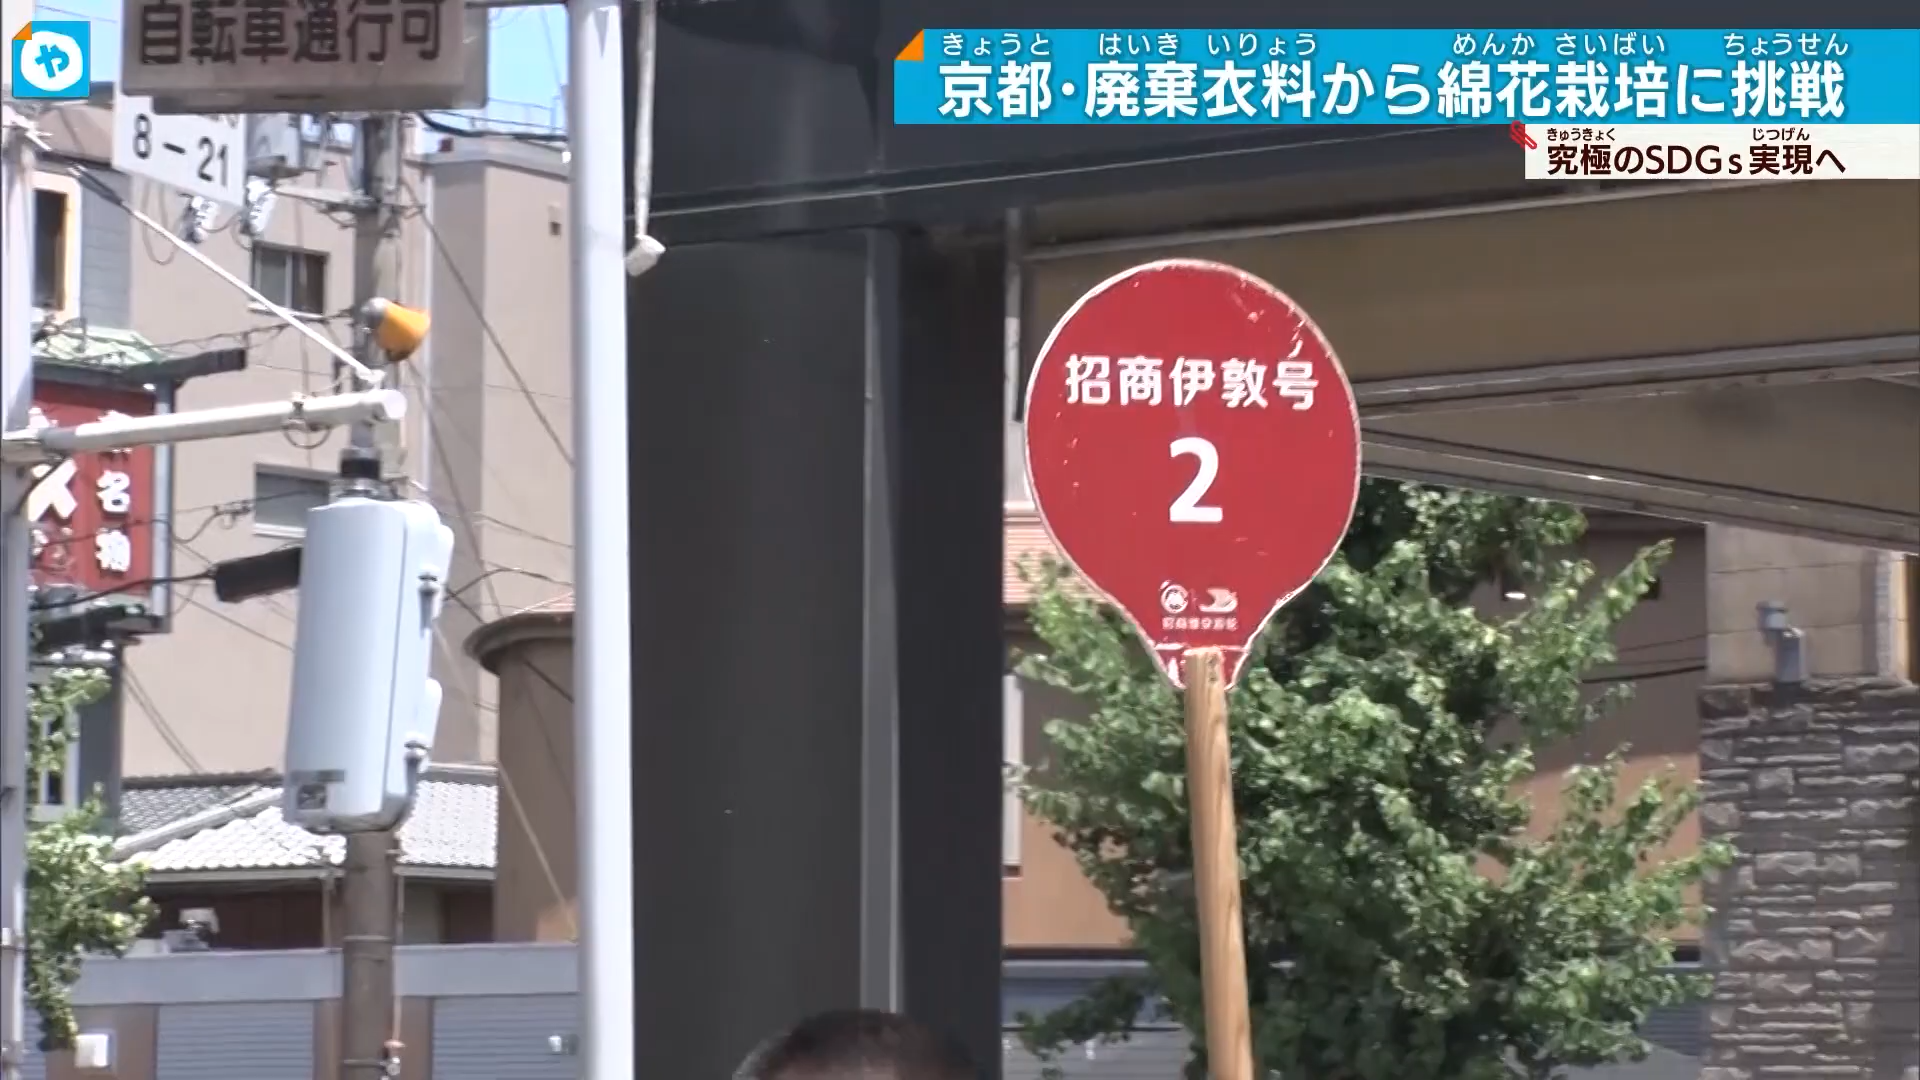 や
自転車通行可
8-21
きょうと はいき いりょう めんか さいばい ちょうせん
京都・廃棄衣料から綿花栽培に挑戦
きゅうきょく じつげん
究極のSDGs実現へ
招商伊敦号
2
名物